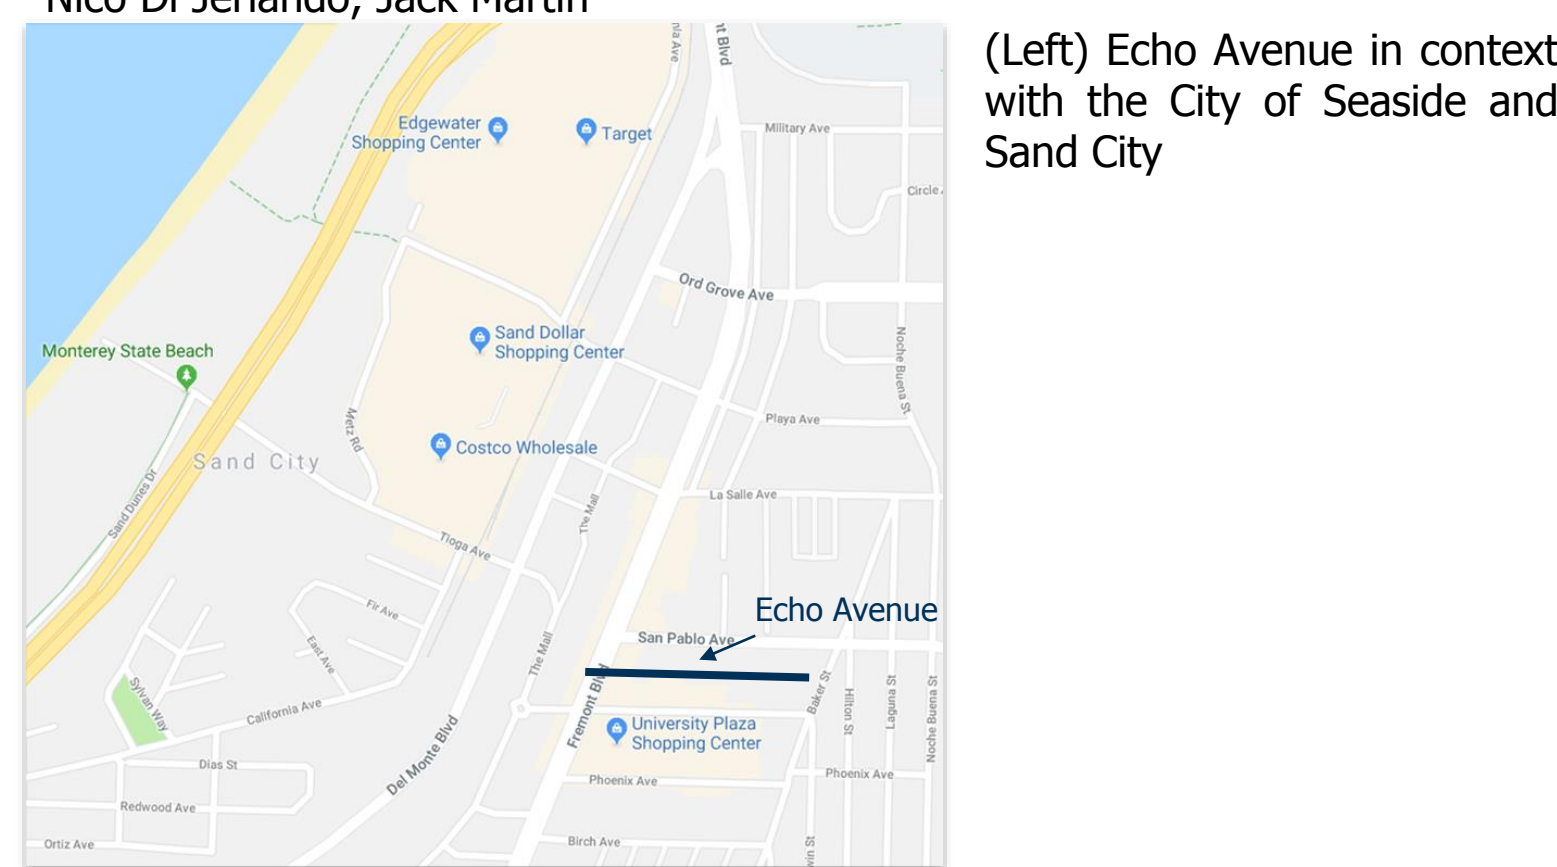 Nico Di Jeriando, Jack Martin
(Left) Echo Avenue in context
with the City of Seaside and
Sand City
Edgewater
Shopping Center
Target
Military Ave
Circle
Ord Grove Ave
Sand Dollar
Shopping Center
Noche Buena St
Monterey State Beach
Metz Rd
Playa Ave
Costco Wholesale
Sand City
Sand Dunes Dr
The Mall
La Salle Ave
Tioga Ave
Fir Ave
East Ave
Echo Avenue
San Pablo Ave
The Mall
Fremont Blvd
Baker St
Hilton St
Laguna St
Noche Buena St
Sylvan Way
California Ave
Del Monte Blvd
University Plaza
Shopping Center
Dias St
Phoenix Ave
Phoenix Ave
Redwood Ave
Birch Ave
Ortiz Ave